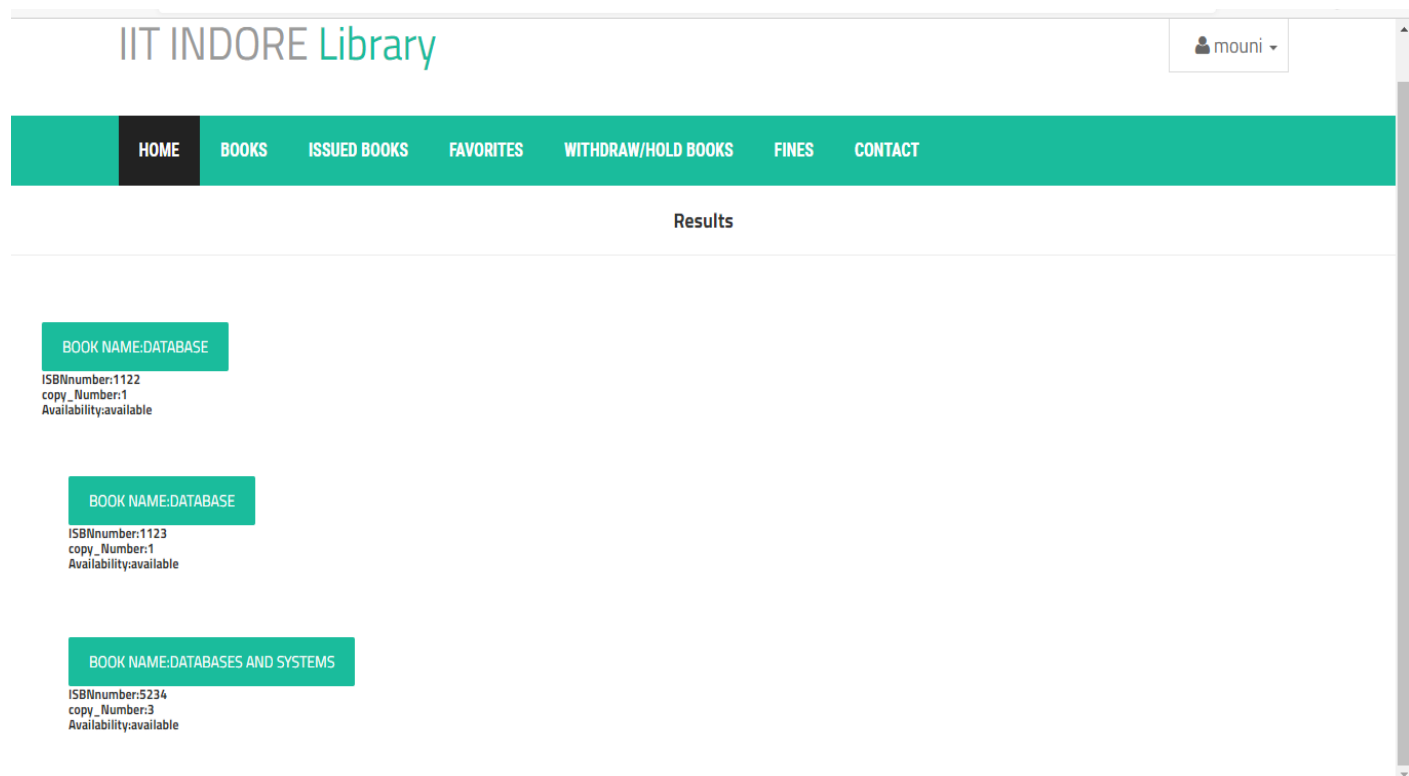 IIT INDORE Library
mouni
HOME BOOKS ISSUED BOOKS FAVORITES WITHDRAW/HOLD BOOKS FINES CONTACT
Results
BOOK NAME:DATABASE
ISBNnumber:1122
copy_Number:1
Availability:available
BOOK NAME:DATABASE
ISBNnumber:1123
copy_Number:1
Availability:available
BOOK NAME:DATABASES AND SYSTEMS
ISBNnumber:5234
copy_Number:3
Availability:available